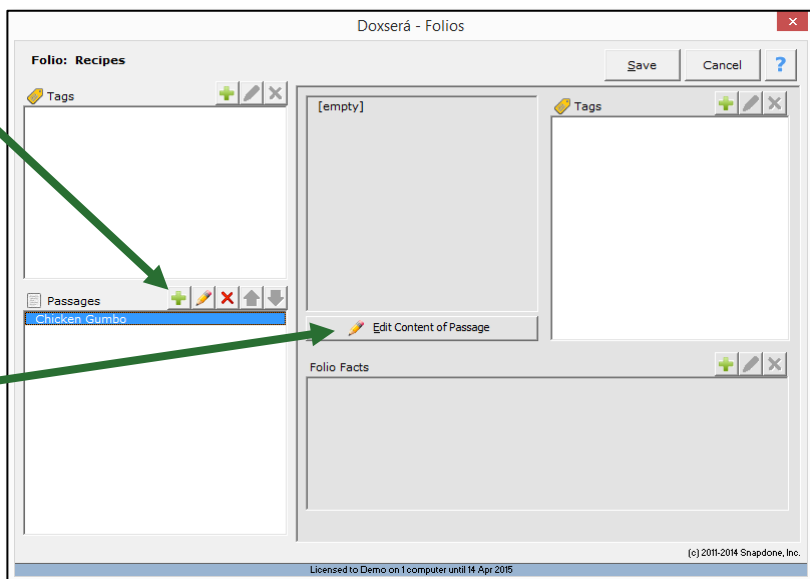 Doxserá - Folios
Folio: Recipes
Save
Cancel
?
Tags
[empty]
Tags
Passages
Chicken Gumbo
Edit Content of Passage
Folio Facts
(c) 2011-2014 Snapdone, Inc.
Licensed to Demo on 1 computer until 14 Apr 2015